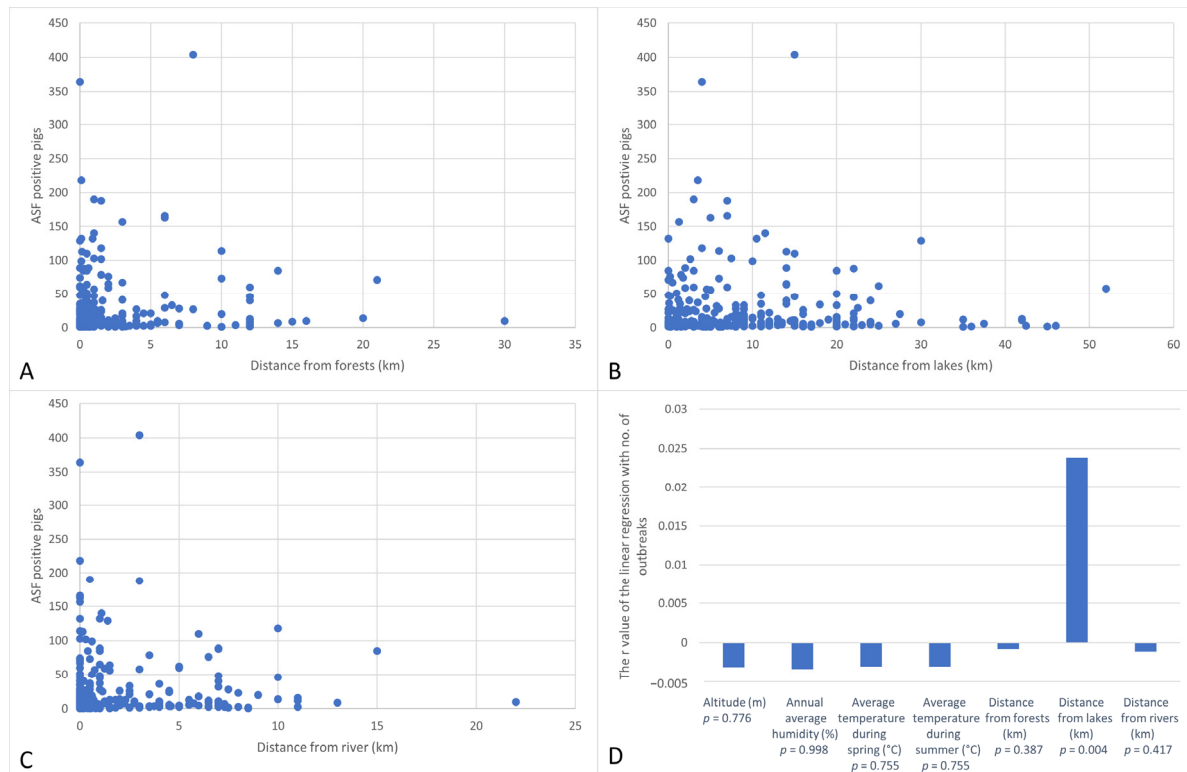 450
400
350
300
250
200
150
100
50
0
ASF positive pigs
0 5 10 15 20 25 30 35
Distance from forests (km)
A
450
400
350
300
250
200
150
100
50
0
ASF postivie pigs
0 10 20 30 40 50 60
Distance from lakes (km)
B
450
400
350
300
250
200
150
100
50
0
ASF positive pigs
0 5 10 15 20 25
Distance from river (km)
C
The r value of the linear regression with no. of
outbreaks
0.03
0.025
0.02
0.015
0.01
0.005
0
−0.005
Altitude (m)
p = 0.776
Annual
average
humidity (%)
p = 0.998
Average
temperature
during
spring (°C)
p = 0.755
Average
temperature
during
summer (°C)
p = 0.755
Distance
from forests
(km)
p = 0.387
Distance
from lakes
(km)
p = 0.004
Distance
from rivers
(km)
p = 0.417
D